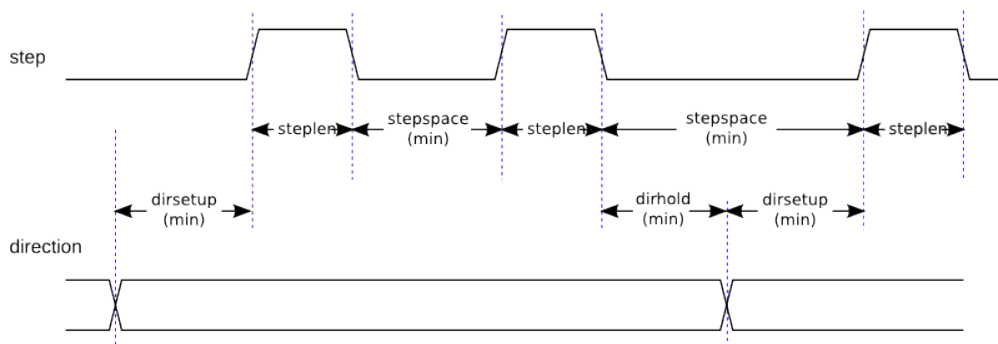 step
steplen
stepspace
(min)
steplen
stepspace
(min)
steplen
dirsetup
(min)
dirhold
(min)
dirsetup
(min)
direction